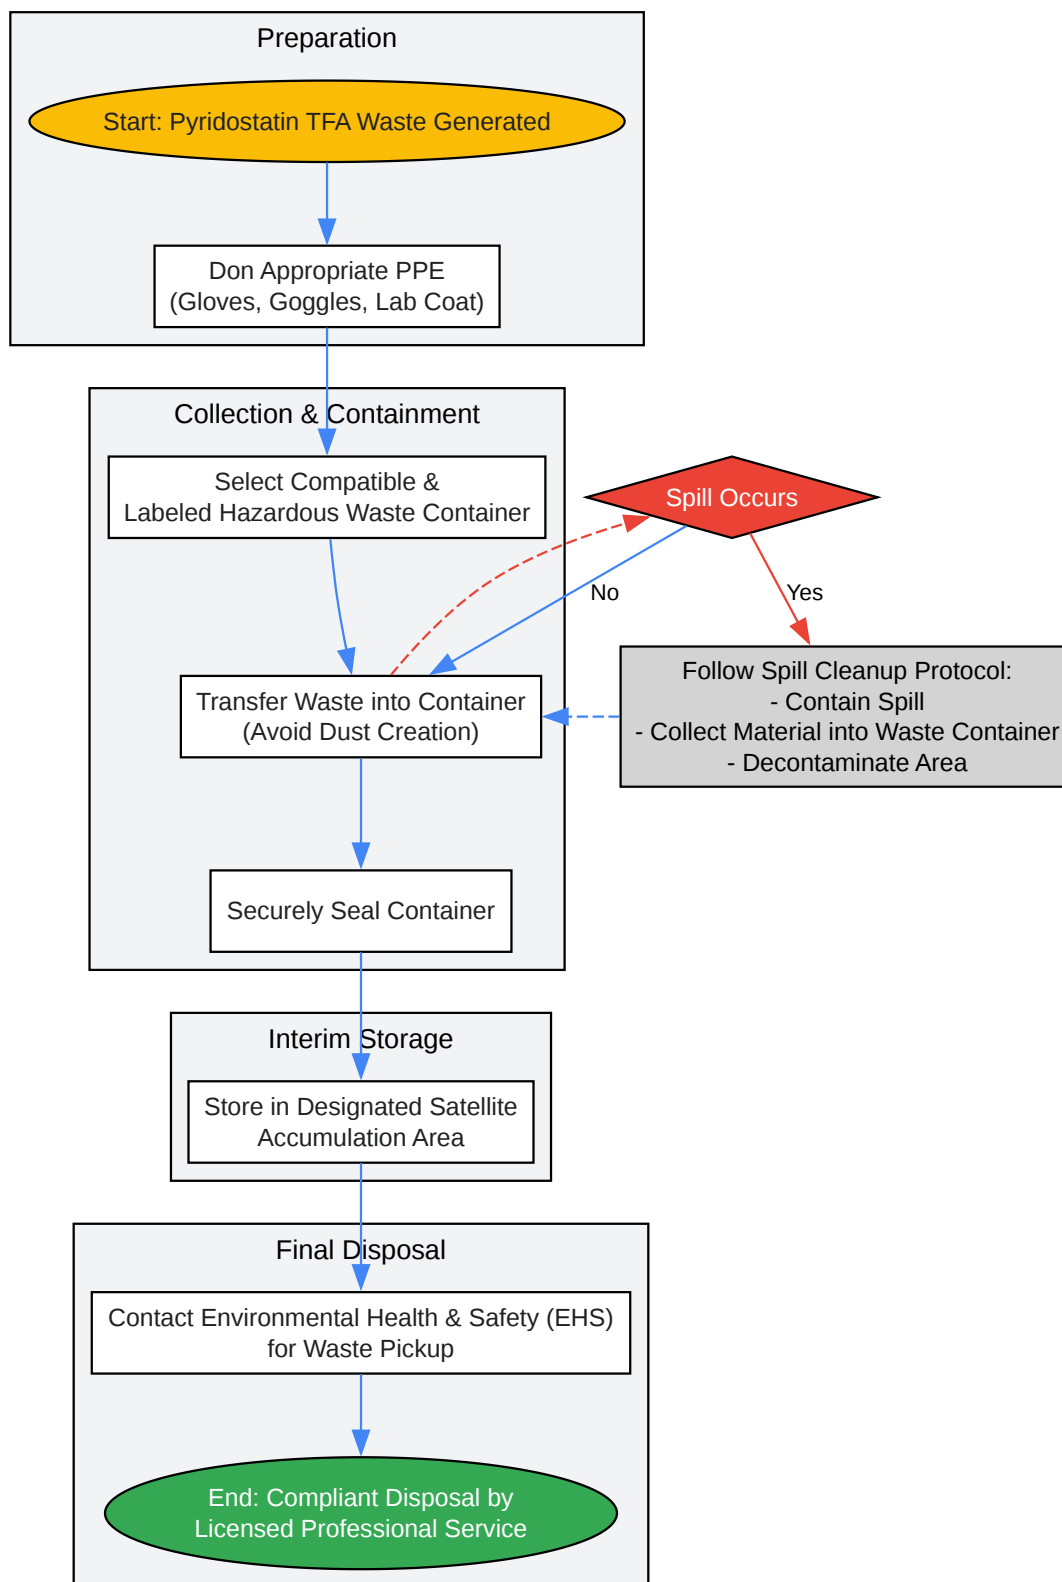 Preparation
Start: Pyridostatin TFA Waste Generated
Don Appropriate PPE
(Gloves, Goggles, Lab Coat)
Collection & Containment
Select Compatible &
Labeled Hazardous Waste Container
Spill Occurs
No
Yes
Transfer Waste into Container
(Avoid Dust Creation)
Follow Spill Cleanup Protocol:
- Contain Spill
- Collect Material into Waste Container
- Decontaminate Area
Securely Seal Container
Interim Storage
Store in Designated Satellite
Accumulation Area
Final Disposal
Contact Environmental Health & Safety (EHS)
for Waste Pickup
End: Compliant Disposal by
Licensed Professional Service